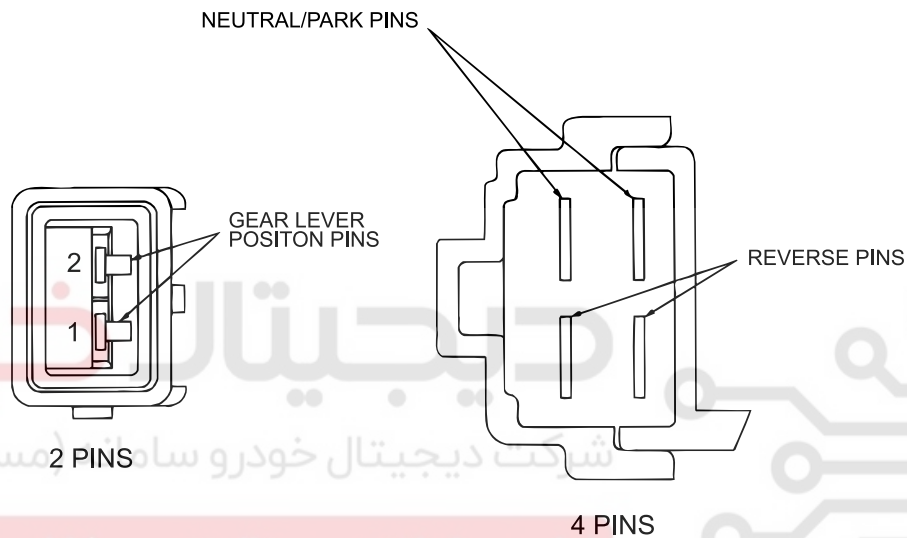 NEUTRAL/PARK PINS
GEAR LEVER
POSITON PINS
2
1
REVERSE PINS
دیجیتال خ
شرکت دیجیتال خودرو سامانه (مس
2 PINS
4 PINS